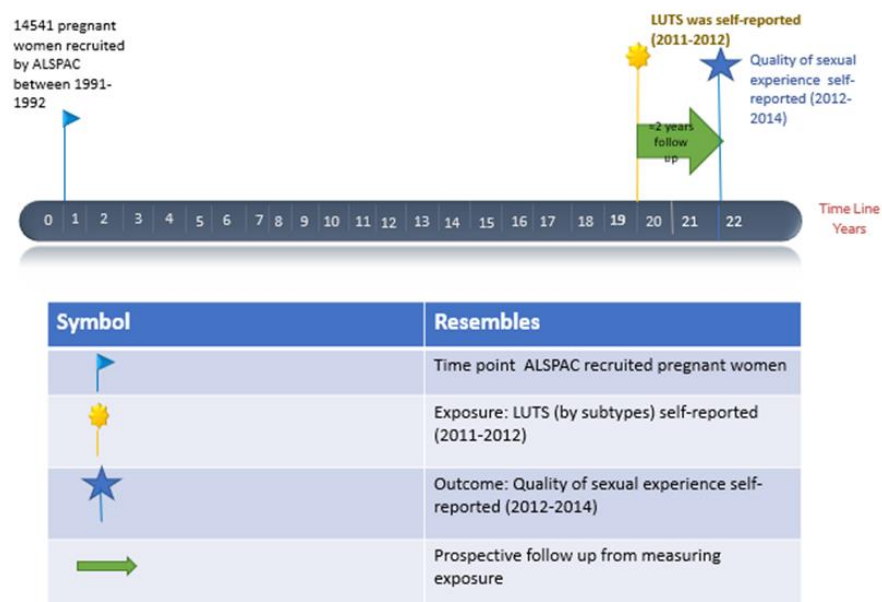 14541 pregnant
women recruited
by ALSPAC
between 1991-
1992
LUTS was self-reported
(2011-2012)
Quality of sexual
experience self-
reported (2012-
2014)
≈2 years
follow
up
0 1 2 3 4 5 6 7 8 9 10 11 12 13 14 15 16 17 18 19 20 21 22
Time Line
Years
Symbol Resembles
Time point ALSPAC recruited pregnant women
Exposure: LUTS (by subtypes) self-reported
(2011-2012)
Outcome: Quality of sexual experience self-
reported (2012-2014)
Prospective follow up from measuring
exposure